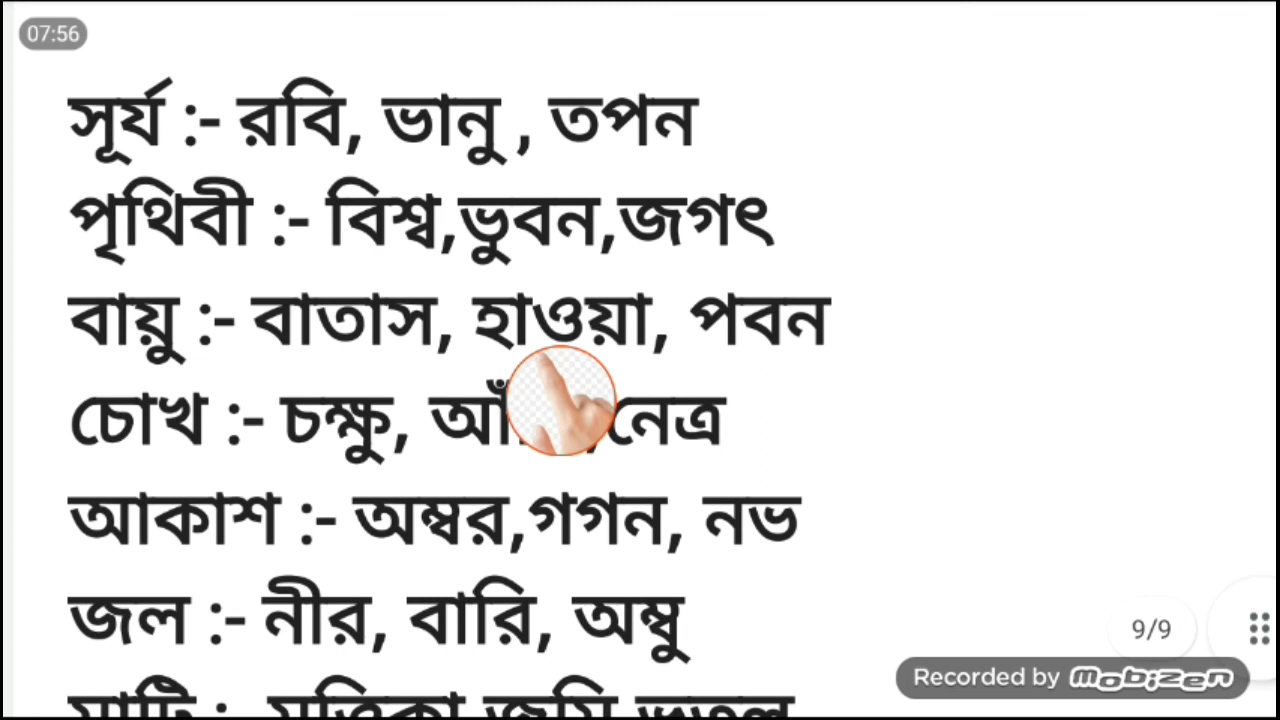 07:56
সূর্য :- রবি, ভানু , তপন
পৃথিবী :- বিশ্ব,ভুবন,জগৎ
বায়ু :- বাতাস, হাওয়া, পবন
চোখ :- চক্ষু, নেত্র
আকাশ :- অম্বর,গগন, নভ
জল :- নীর, বারি, অম্বু
9/9
Recorded by mobizen